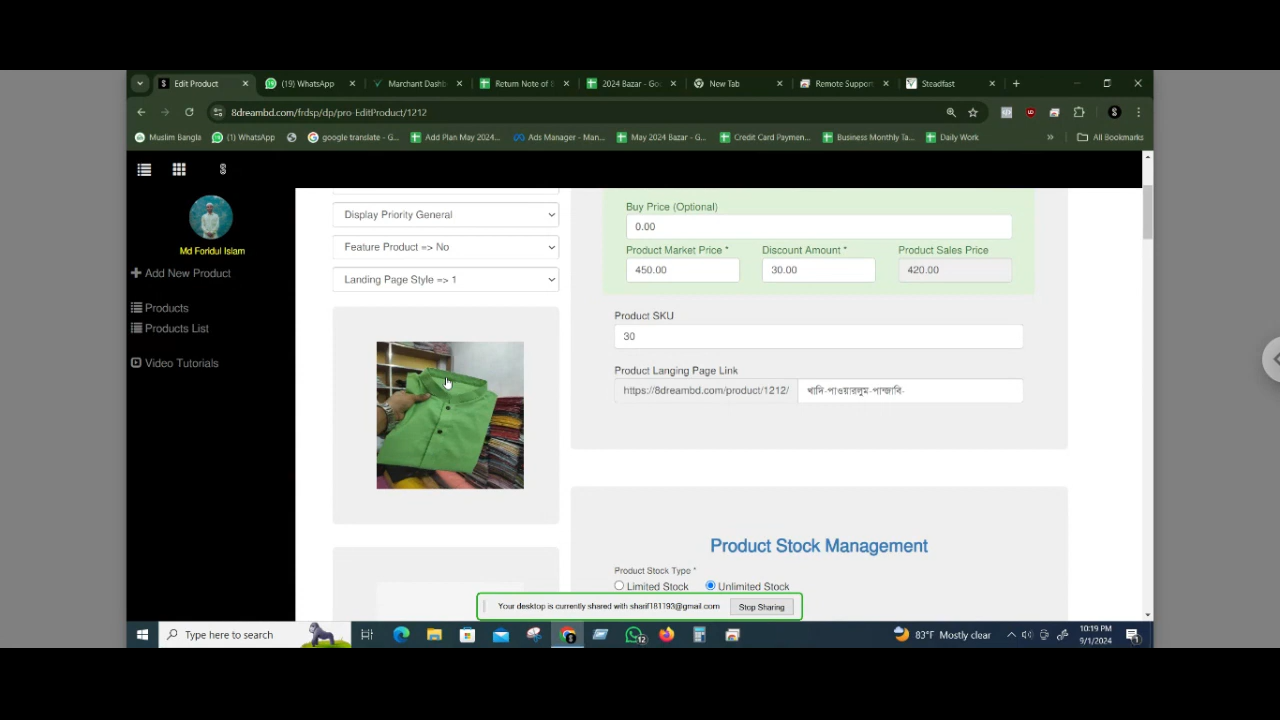 Edit Product
(19) WhatsApp
Marchant Dashb
Return Note of 8
2024 Bazar - Goo
New Tab
Remote Support
Steadfast
8dreambd.com/frdsp/dp/pro-EditProduct/1212
Muslim Bangla
(1) WhatsApp
google translate - G...
Add Plan May 2024...
Ads Manager - Man...
May 2024 Bazar - G...
Credit Card Paymen...
Business Monthly Ta...
Daily Work
All Bookmarks
Md Foridul Islam
Add New Product
Products
Products List
Video Tutorials
Display Priority General
Feature Product => No
Landing Page Style => 1
Buy Price (Optional)
0.00
Product Market Price * Discount Amount * Product Sales Price
450.00 30.00 420.00
Product SKU
30
Product Langing Page Link
https://8dreambd.com/product/1212/ খাদি-পাওয়ারলুম-পাঞ্জাবি-
Product Stock Management
Product Stock Type *
Limited Stock Unlimited Stock
Your desktop is currently shared with sharif181193@gmail.com Stop Sharing
Type here to search
83°F Mostly clear
10:19 PM
9/1/2024